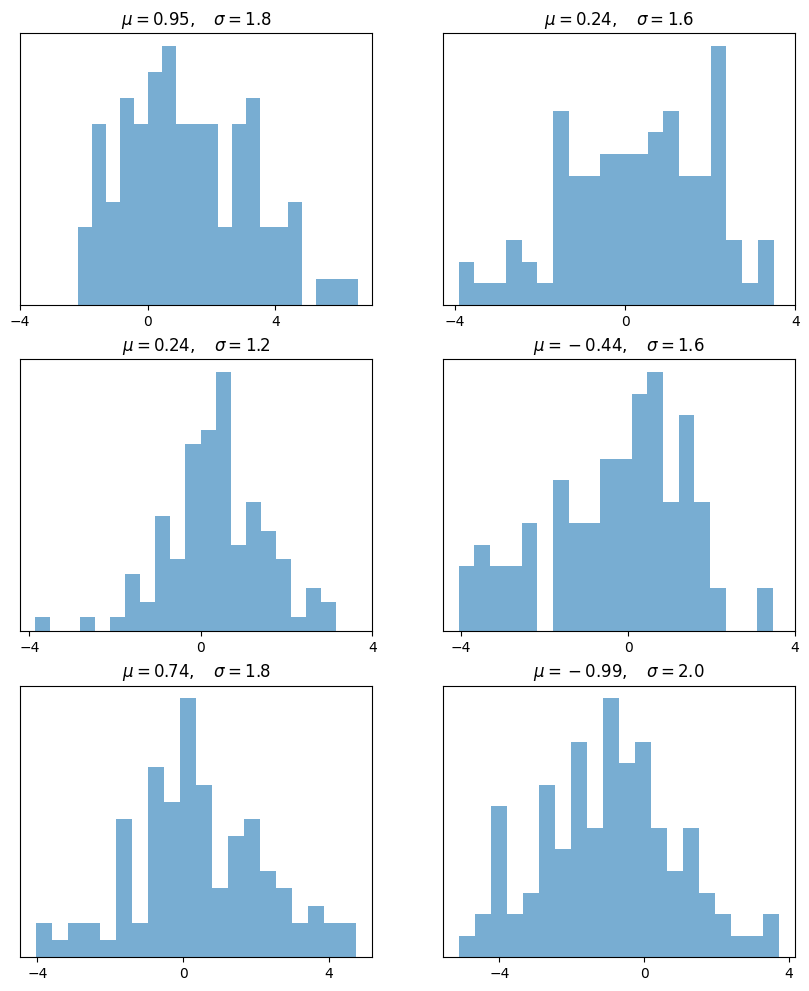 μ = 0.95, σ = 1.8
-4 0 4
μ = 0.24, σ = 1.6
−4 0 4
μ = 0.24, σ = 1.2
−4 0 4
μ = −0.44, σ = 1.6
−4 0 4
μ = 0.74, σ = 1.8
−4 0 4
μ = −0.99, σ = 2.0
−4 0 4